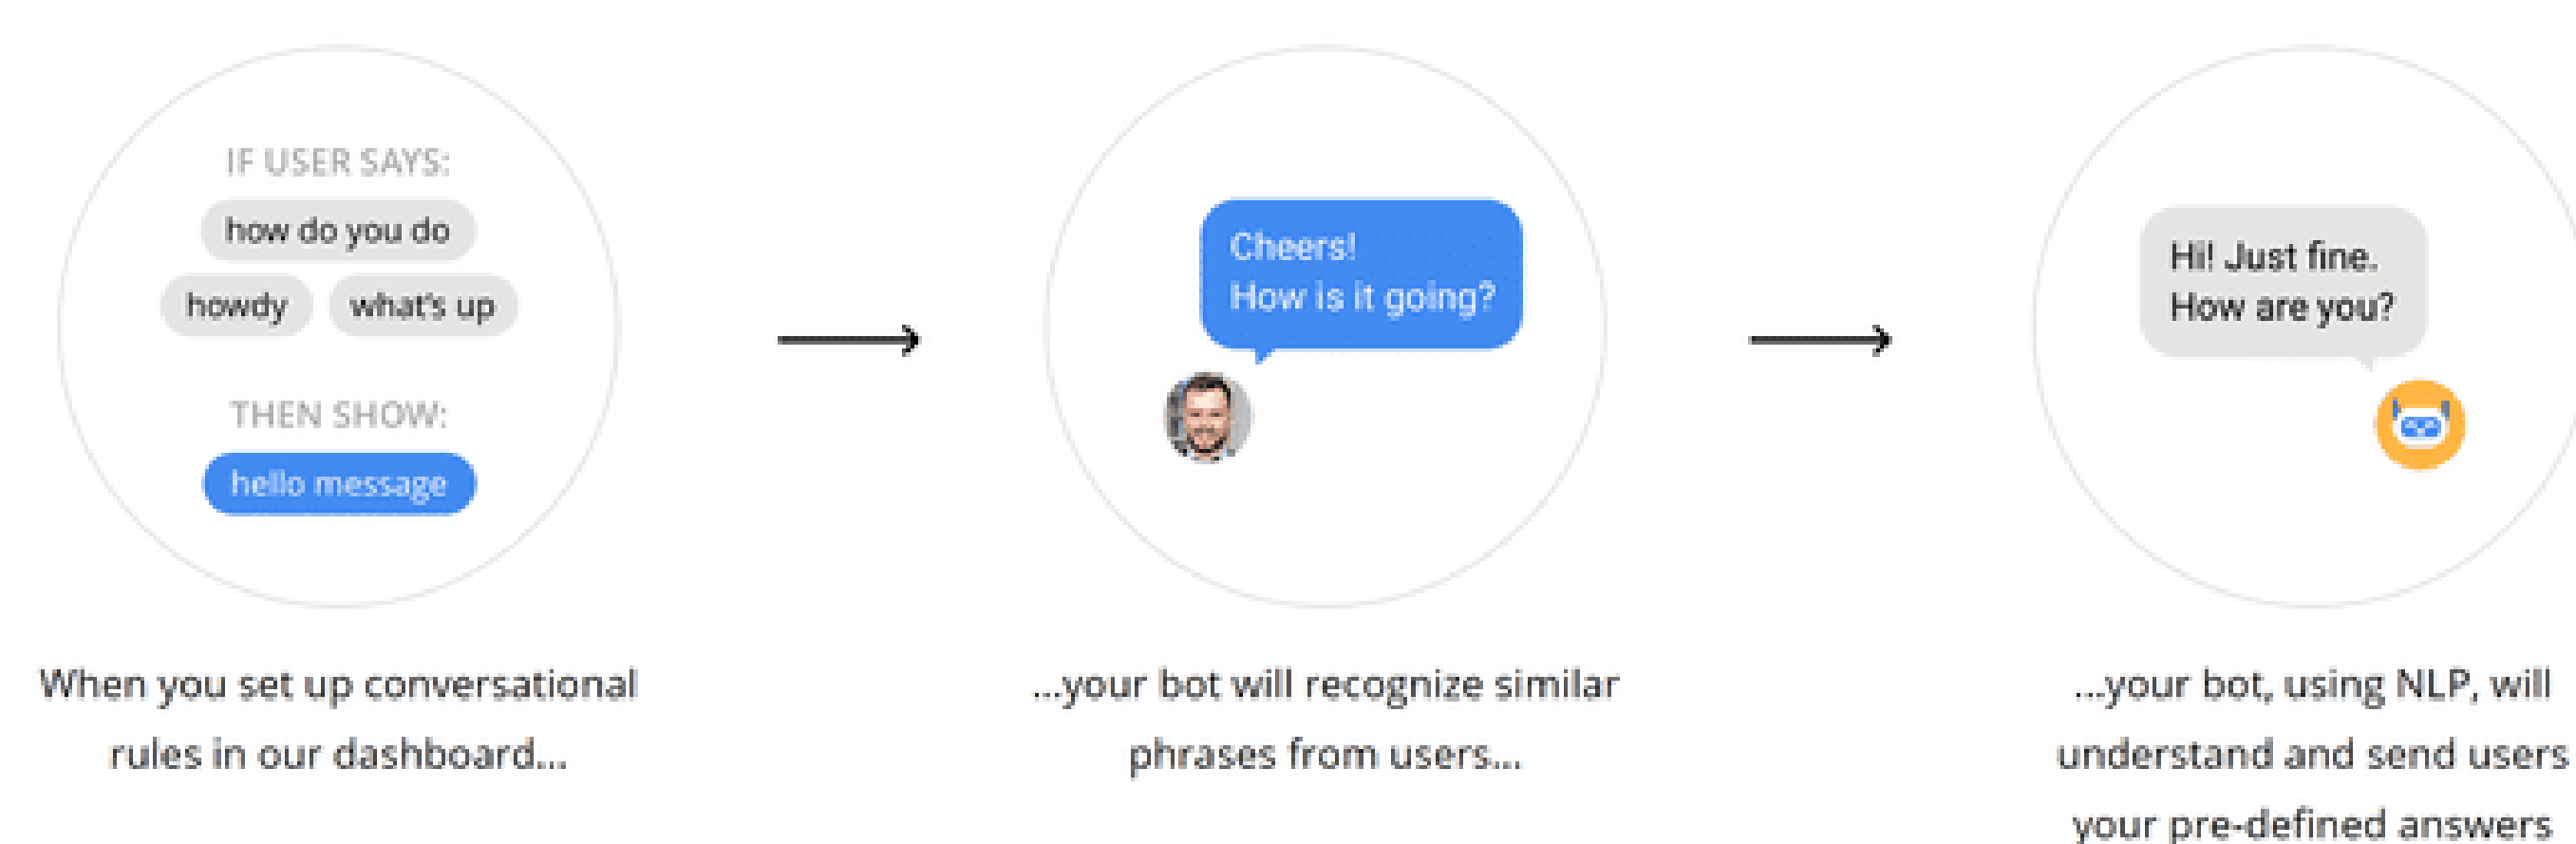 IF USER SAYS:
how do you do
howdy
what's up
THEN SHOW:
hello message
When you set up conversational
rules in our dashboard...
Cheers!
How is it going?
...your bot will recognize similar
phrases from users...
Hi! Just fine.
How are you?
...your bot, using NLP, will
understand and send users
your pre-defined answers